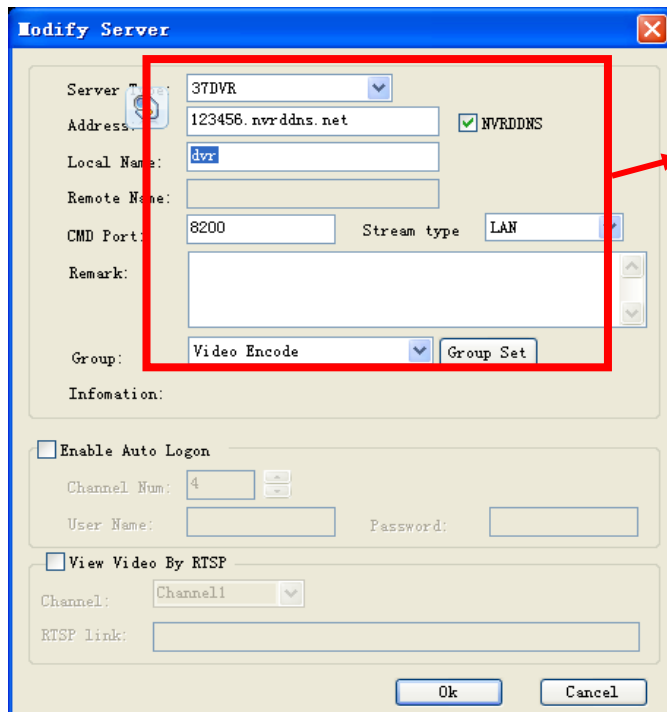 Modify Server
Server Type: 37DVR
Address: 123456.nvrddns.net NVRDDNS
Local Name: dvr
Remote Name:
CMD Port: 8200 Stream type LAN
Remark:
Group: Video Encode Group Set
Infomation:
Enable Auto Logon
Channel Num: 4
User Name: Password:
View Video By RTSP
Channel: Channel1
RTSP link:
Ok Cancel